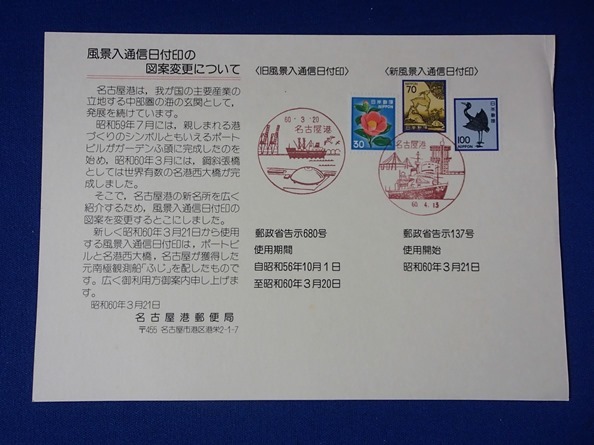 風景入通信日付印の
図案変更について
名古屋港は，我が国の主要産業の
立地する中部圏の海の玄関として，
発展を続けています。
昭和59年7月には，親しまれる港
づくりのシンボルともいえるポート
ビルがガーデンふ頭に完成したのを
始め，昭和60年3月には，鋼斜張橋
としては世界有数の名港西大橋が完
成しました。
そこで，名古屋港の新名所を広く
紹介するため，風景入通信日付印の
図案を変更することにしました。
新しく昭和60年3月21日から使用
する風景入通信日付印は，ポートビ
ルと名港西大橋，名古屋が獲得した
元南極観測船「ふじ」を配したもので
す。広く御利用方御案内申し上げま
す。
昭和60年3月21日
名古屋港郵便局
〒455 名古屋市港区港栄2-1-7
〈旧風景入通信日付印〉
60.3.20
名古屋港
日本郵便
30
NIPPON
郵政省告示680号
使用期間
自昭和56年10月1日
至昭和60年3月20日
〈新風景入通信日付印〉
70
日本郵便
NIPPON
日本郵便
100
NIPPON
名古屋港
郵政省告示137号
使用開始
昭和60年3月21日